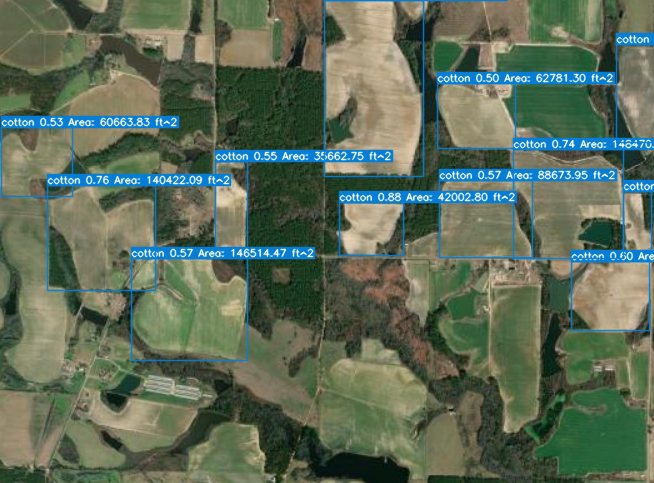 cotton
cotton 0.50 Area: 62781.30 ft^2
cotton 0.53 Area: 60663.83 ft^2
cotton 0.74 Area: 148470.
cotton 0.55 Area: 35662.75 ft^2
cotton 0.57 Area: 88673.95 ft^2
cotton 0.76 Area: 140422.09 ft^2
cotton
cotton 0.88 Area: 42002.80 ft^2
cotton 0.57 Area: 146514.47 ft^2
cotton 0.60 Are